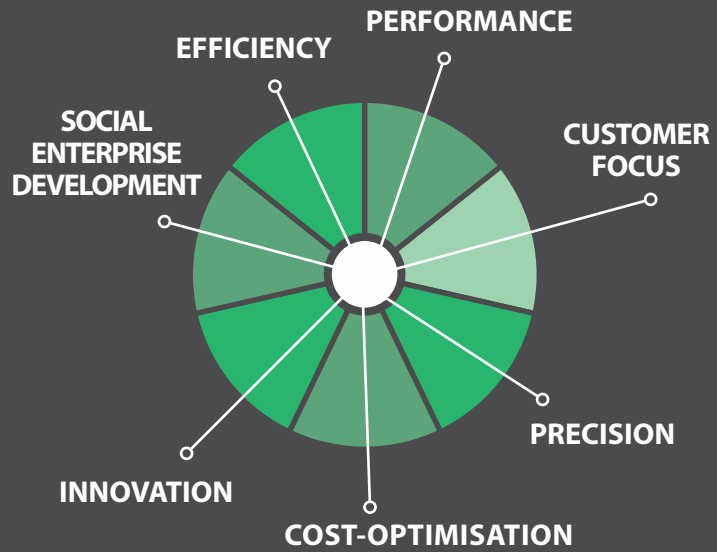 PERFORMANCE
EFFICIENCY
SOCIAL
ENTERPRISE
DEVELOPMENT
CUSTOMER
FOCUS
PRECISION
INNOVATION
COST-OPTIMISATION